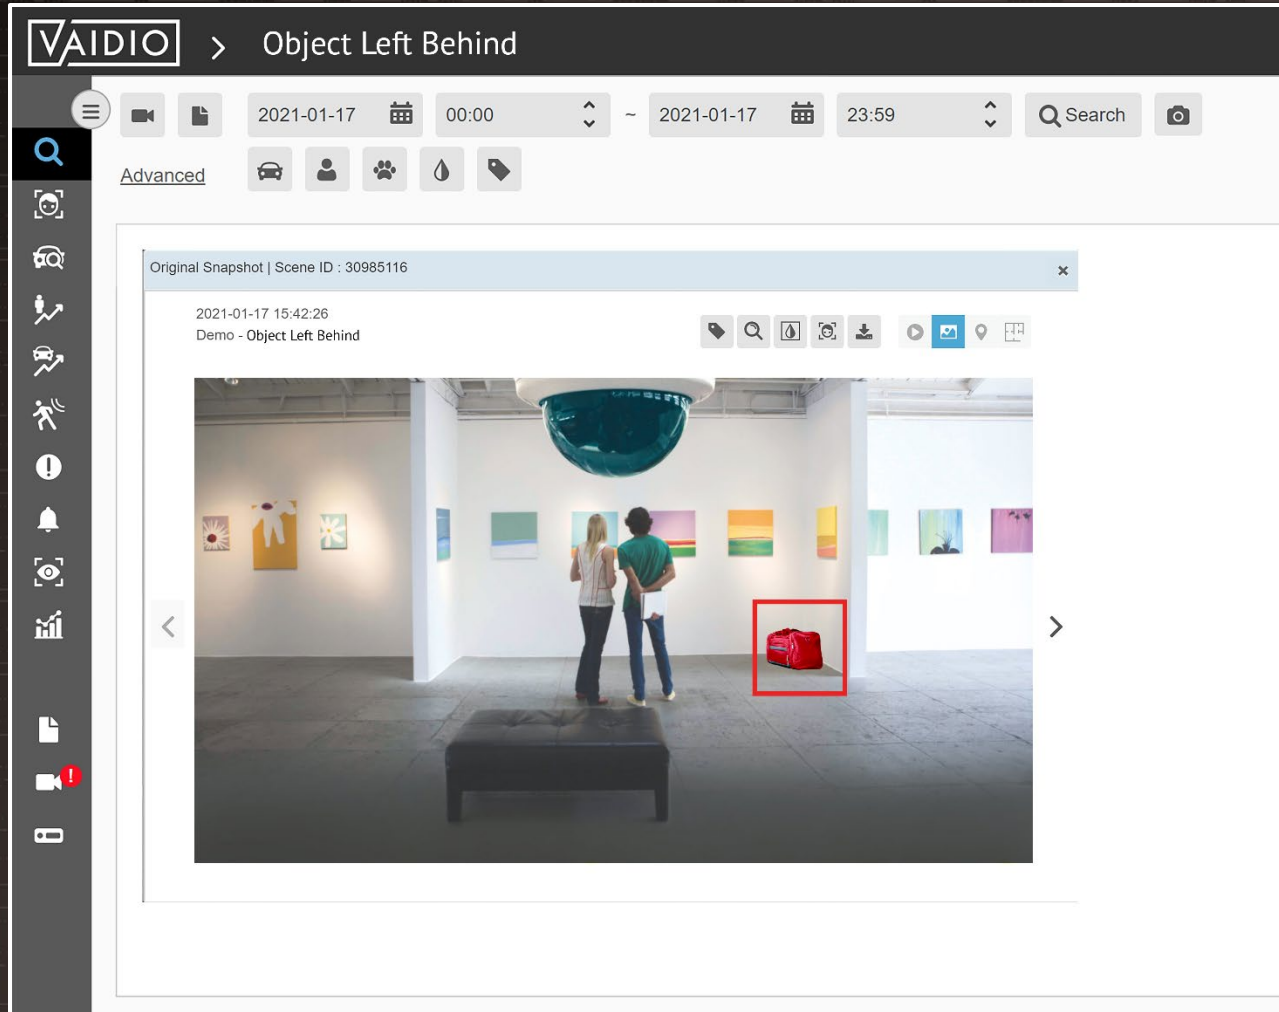 VAIDIO > Object Left Behind
2021-01-17 00:00 ~ 2021-01-17 23:59 Search
Advanced
Original Snapshot | Scene ID : 30985116 ×
2021-01-17 15:42:26
Demo - Object Left Behind